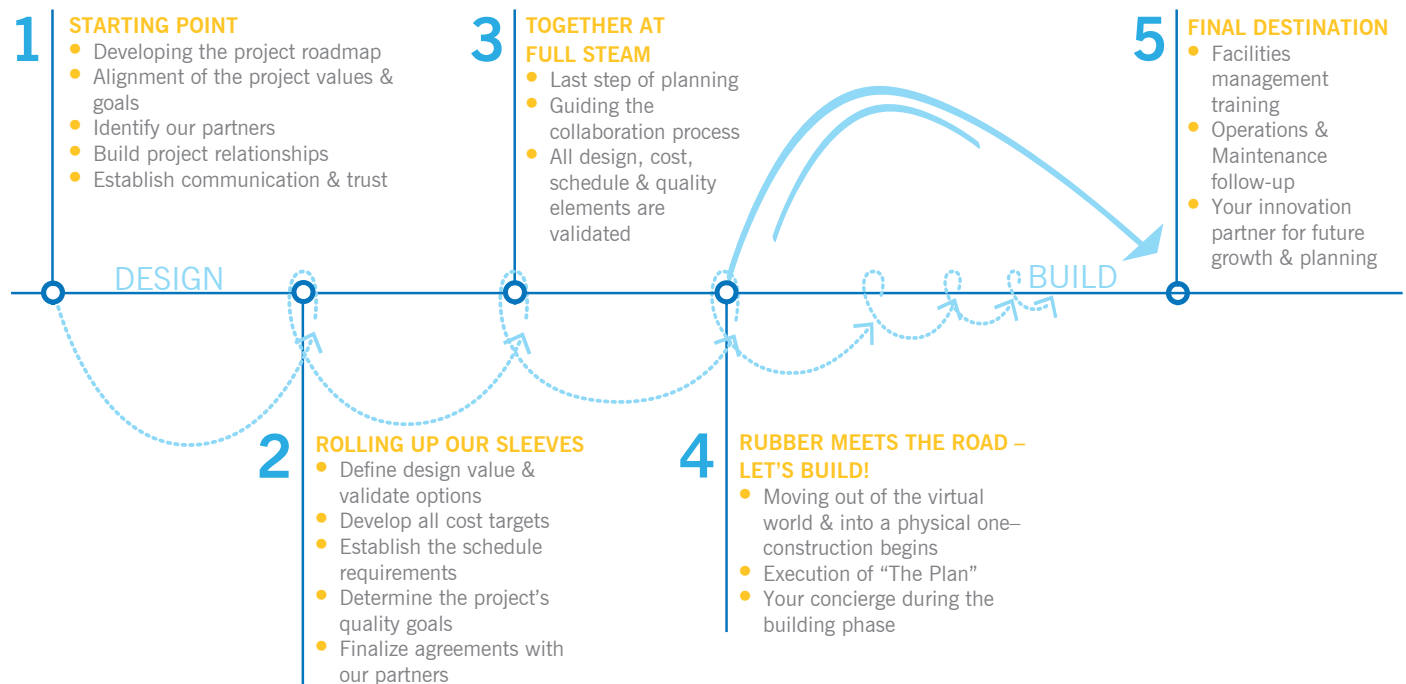 1
STARTING POINT
Developing the project roadmap
Alignment of the project values &
goals
Identify our partners
Build project relationships
Establish communication & trust
3
TOGETHER AT
FULL STEAM
Last step of planning
Guiding the
collaboration process
All design, cost,
schedule & quality
elements are
validated
5
FINAL DESTINATION
Facilities
management
training
Operations &
Maintenance
follow-up
Your innovation
partner for future
growth & planning
DESIGN
BUILD
2
ROLLING UP OUR SLEEVES
Define design value &
validate options
Develop all cost targets
Establish the schedule
requirements
Determine the project’s
quality goals
Finalize agreements with
our partners
4
RUBBER MEETS THE ROAD –
LET’S BUILD!
Moving out of the virtual
world & into a physical one–
construction begins
Execution of “The Plan”
Your concierge during the
building phase